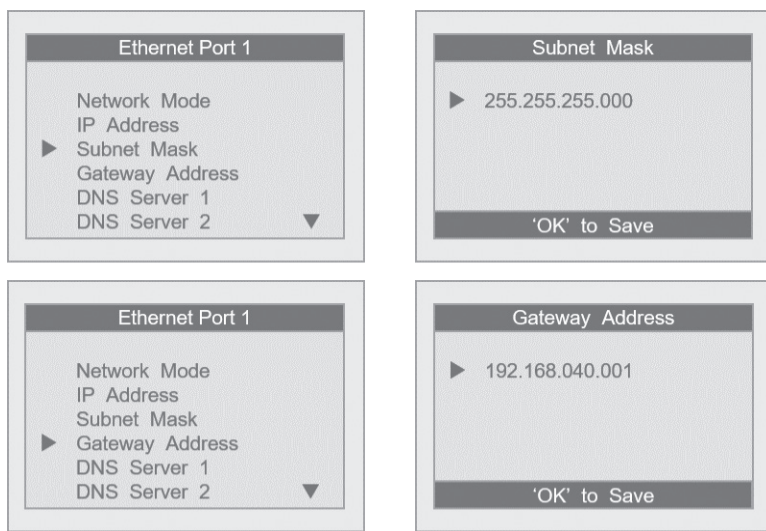 Ethernet Port 1
Network Mode
IP Address
Subnet Mask
Gateway Address
DNS Server 1
DNS Server 2
Subnet Mask
255.255.255.000
'OK' to Save
Ethernet Port 1
Network Mode
IP Address
Subnet Mask
Gateway Address
DNS Server 1
DNS Server 2
Gateway Address
192.168.040.001
'OK' to Save